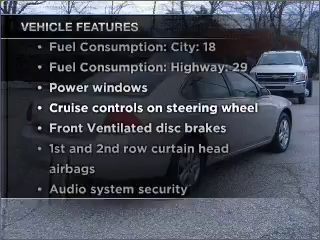 VEHICLE FEATURES
• Fuel Consumption: City: 18
• Fuel Consumption: Highway: 29
• Power windows
• Cruise controls on steering wheel
• Front Ventilated disc brakes
• 1st and 2nd row curtain head
airbags
• Audio system security